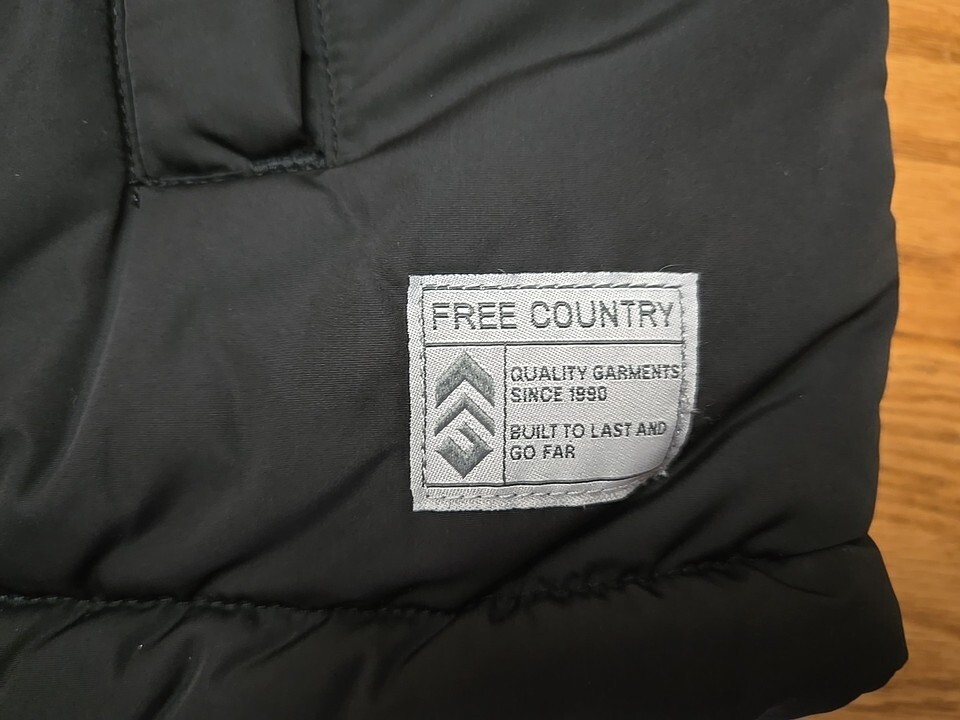 FREE COUNTRY
QUALITY GARMENTS
SINCE 1990
BUILT TO LAST AND
GO FAR